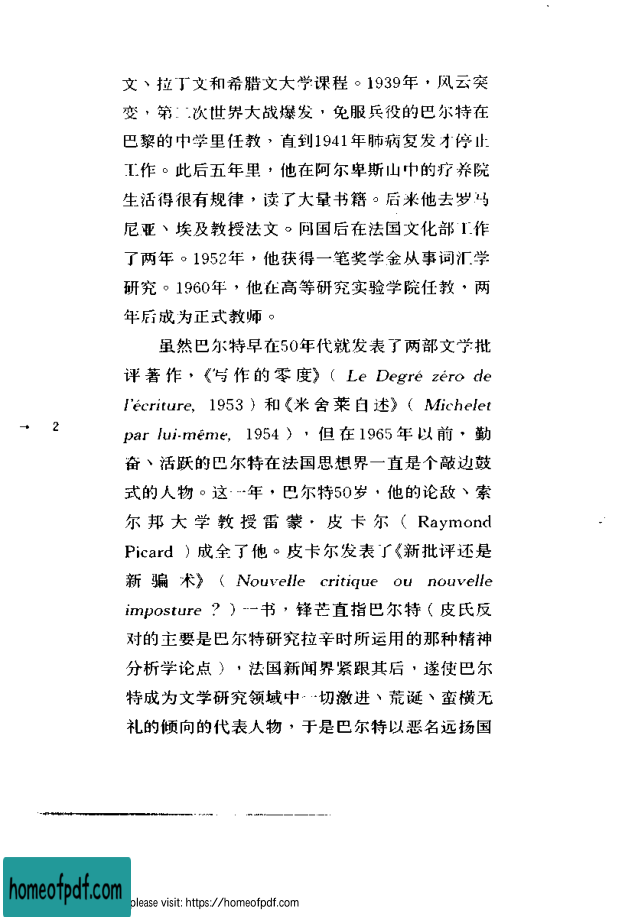 文、拉丁文和希腊文大学课程。1939年，风云突
变，第二次世界大战爆发，免服兵役的巴尔特在
巴黎的中学里任教，直到1941年肺病复发才停止
工作。此后五年里，他在阿尔卑斯山中的疗养院
生活得很有规律，读了大量书籍。后来他去罗马
尼亚、埃及教授法文。回国后在法国文化部工作
了两年。1952年，他获得一笔奖学金从事词汇学
研究。1960年，他在高等研究实验学院任教，两
年后成为正式教师。
虽然巴尔特早在50年代就发表了两部文学批
评著作，《写作的零度》（Le Degré zéro de
l'écriture, 1953）和《米舍莱自述》（Michelet
par lui-même, 1954），但在1965年以前，勤
奋、活跃的巴尔特在法国思想界一直是个敲边鼓
式的人物。这一年，巴尔特50岁，他的论敌、索
尔邦大学教授雷蒙·皮卡尔（Raymond
Picard）成全了他。皮卡尔发表了《新批评还是
新骗术》（Nouvelle critique ou nouvelle
imposture ?）一书，锋芒直指巴尔特（皮氏反
对的主要是巴尔特研究拉辛时所运用的那种精神
分析学论点），法国新闻界紧跟其后，遂使巴尔
特成为文学研究领域中一切激进、荒诞、蛮横无
礼的倾向的代表人物，于是巴尔特以恶名远扬国
→ 2
homeofpdf.com
please visit: https://homeofpdf.com